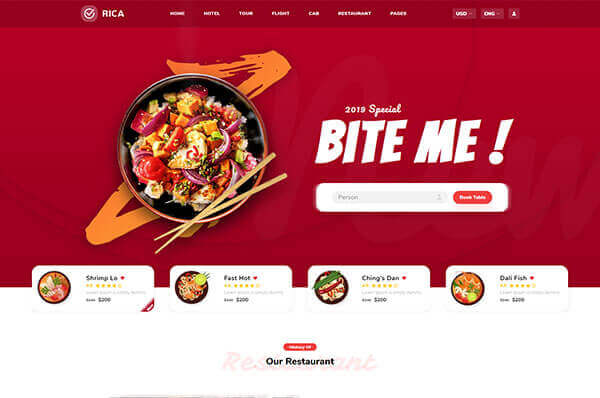 RICA
HOME HOTEL TOUR FLIGHT CAB RESTAURANT PAGES
USD ENG
2019 Special
BITE ME !
Person Book Table
Shrimp Lo
$200
Fast Hot
$200
Ching's Dan
$200
Dali Fish
$200
History Of
Restaurant
Our Restaurant